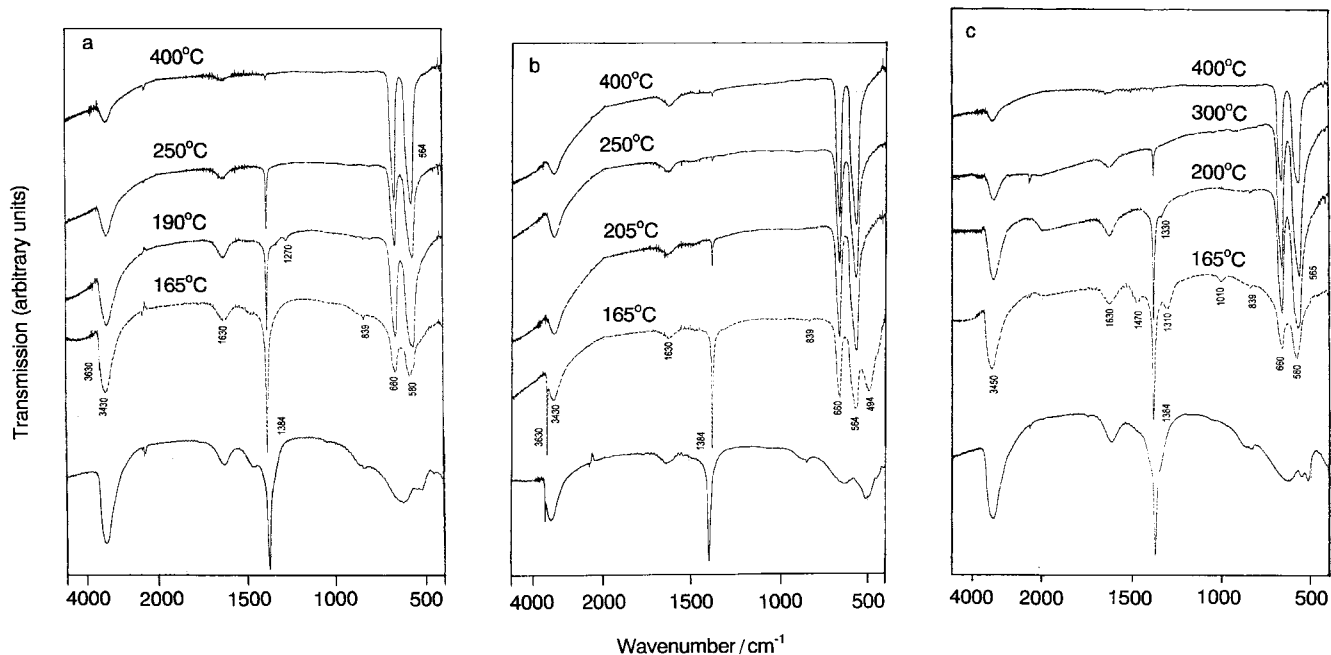 a
400°C
250°C
190°C
165°C
564
1270
1630
839
3630
3430
660
580
1384
4000 2000 1500 1000 500
b
400°C
250°C
205°C
165°C
1630
839
3630
3430
660
564
494
1384
4000 2000 1500 1000 500
c
400°C
300°C
200°C
165°C
1330
565
1630
1470
1310
1010
839
3450
660
560
1384
4000 2000 1500 1000 500
Transmission (arbitrary units)
Wavenumber/cm⁻¹